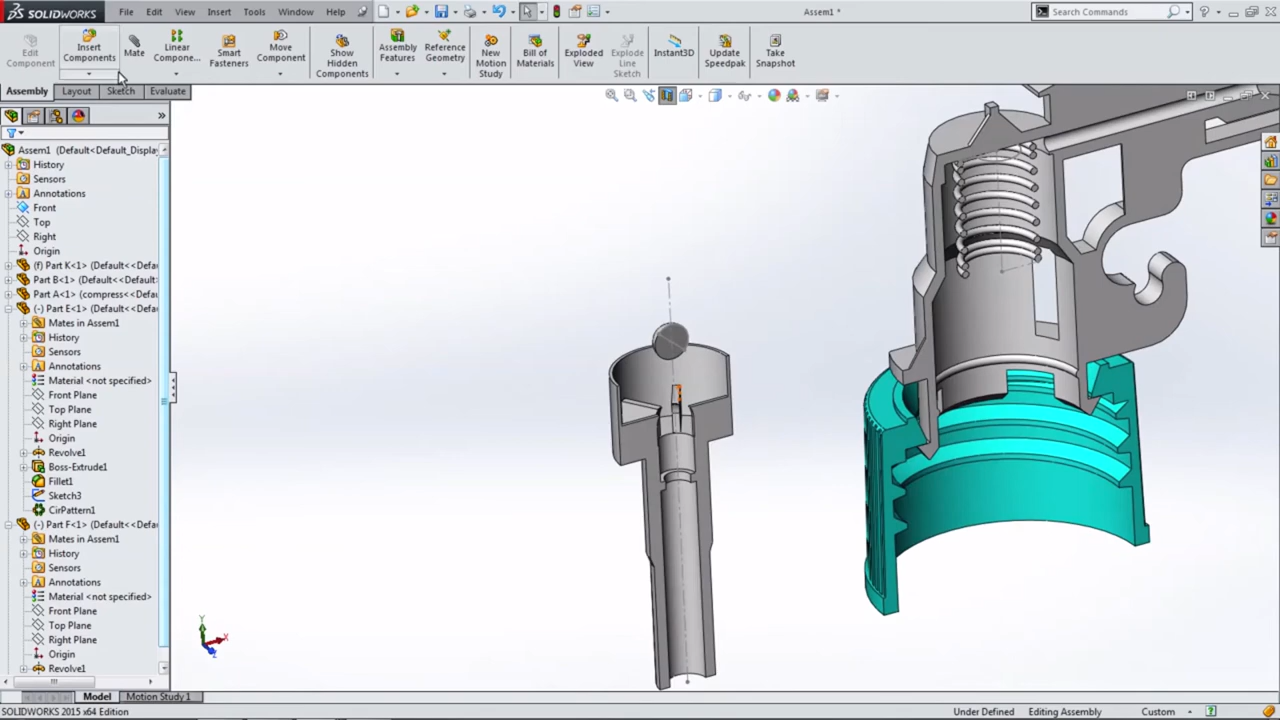 SOLIDWORKS File Edit View Insert Tools Window Help Assem1 * Search Commands
Edit Component
Insert Components
Mate
Linear Compone...
Smart Fasteners
Move Component
Show Hidden Components
Assembly Features
Reference Geometry
New Motion Study
Bill of Materials
Exploded View
Explode Line Sketch
Instant3D
Update Speedpak
Take Snapshot
Assembly Layout Sketch Evaluate
Assem1 (Default<Default_Display
History
Sensors
Annotations
Front
Top
Right
Origin
(f) Part K<1> (Default<<Defau
Part B<1> (Default<<Default
Part A<1> (compress<<Defau
(-) Part E<1> (Default<<Defau
Mates in Assem1
History
Sensors
Annotations
Material <not specified>
Front Plane
Top Plane
Right Plane
Origin
Revolve1
Boss-Extrude1
Fillet1
Sketch3
CirPattern1
(-) Part F<1> (Default<<Defau
Mates in Assem1
History
Sensors
Annotations
Material <not specified>
Front Plane
Top Plane
Right Plane
Origin
Revolve1
Y
X
Z
Model Motion Study 1
SOLIDWORKS 2015 x64 Edition Under Defined Editing Assembly Custom